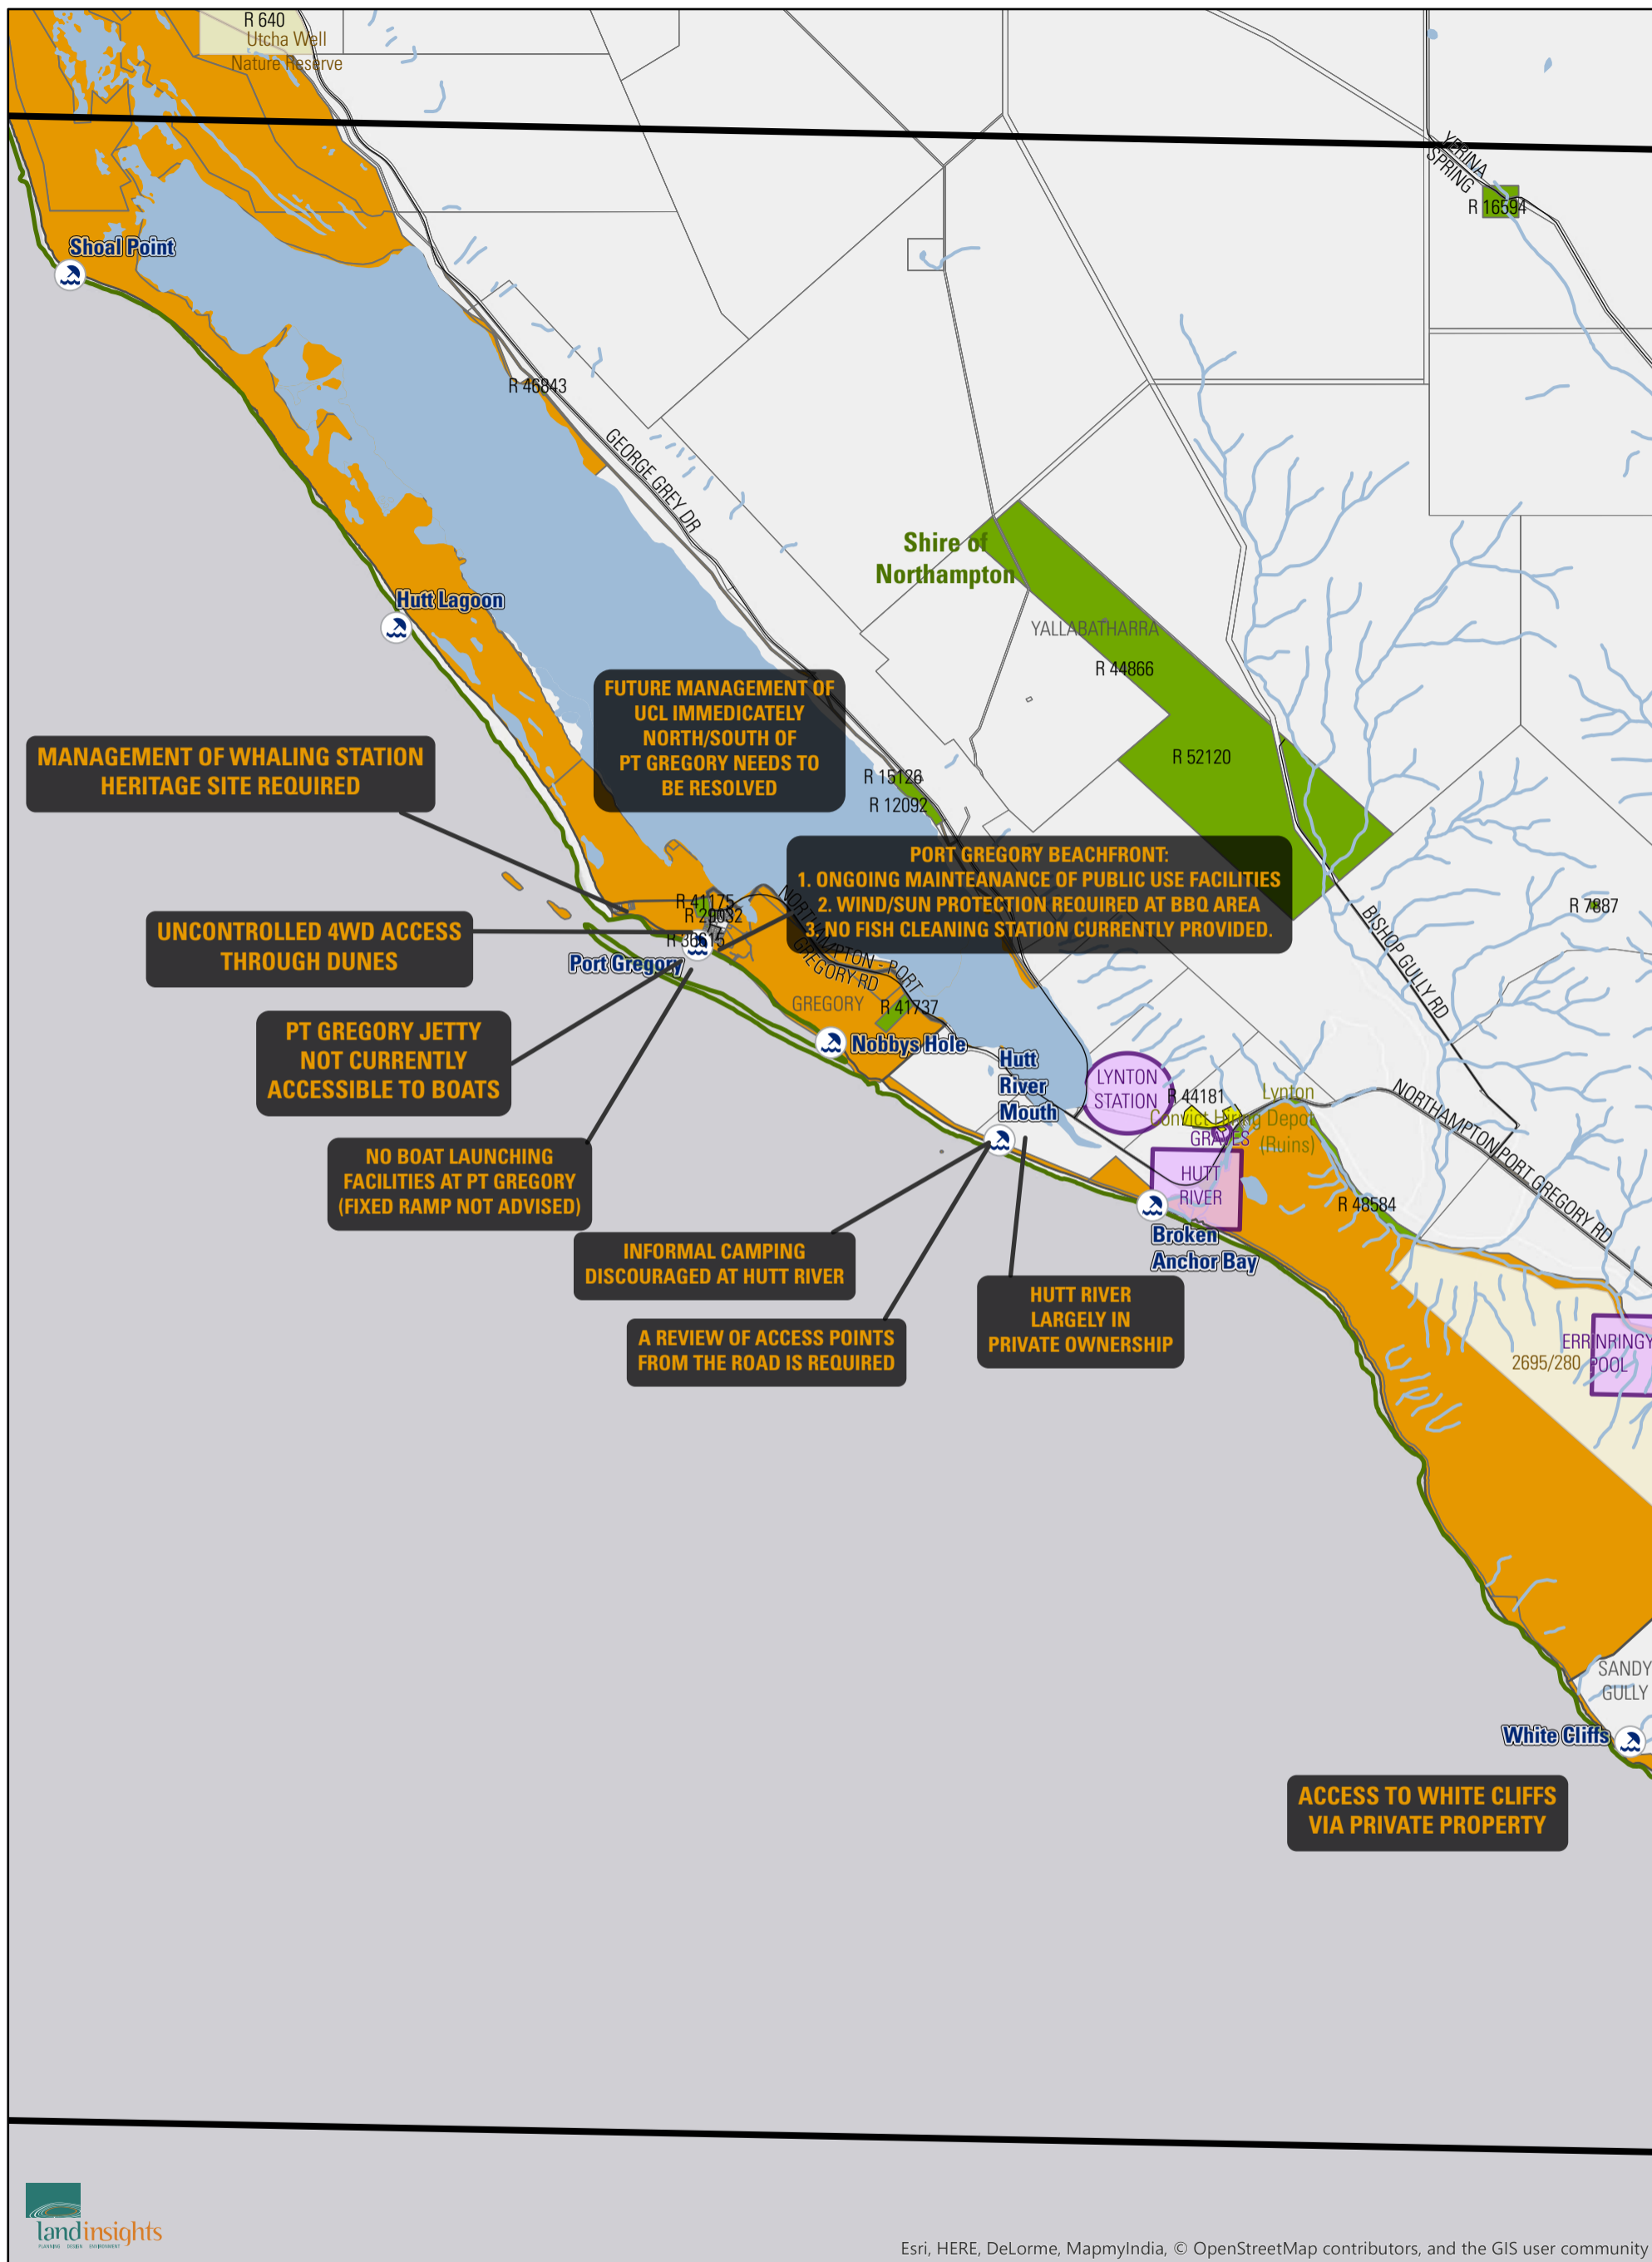 R 640
Utcha Well
Nature Reserve
YERINA
SPRING
R 16594
Shoal Point
R 46843
GEORGE GREY DR
Shire of
Northampton
Hutt Lagoon
YALLABATHARRA
R 44866
FUTURE MANAGEMENT OF
UCL IMMEDICATELY
NORTH/SOUTH OF
PT GREGORY NEEDS TO
BE RESOLVED
MANAGEMENT OF WHALING STATION
HERITAGE SITE REQUIRED
R 52120
R 15126
R 12092
PORT GREGORY BEACHFRONT:
1. ONGOING MAINTEANANCE OF PUBLIC USE FACILITIES
2. WIND/SUN PROTECTION REQUIRED AT BBQ AREA
3. NO FISH CLEANING STATION CURRENTLY PROVIDED.
R 41175
R 7887
UNCONTROLLED 4WD ACCESS
THROUGH DUNES
Port Gregory
NORTHAMPTON - PORT
GREGORY RD
BISHOP GULLY RD
GREGORY
R 41737
PT GREGORY JETTY
NOT CURRENTLY
ACCESSIBLE TO BOATS
Nobbys Hole
Hutt
River
Mouth
LYNTON
STATION
R 44181
Lynton
Convict Hiring Depot
(Ruins)
GRAVES
NORTHAMPTON PORT GREGORY RD
NO BOAT LAUNCHING
FACILITIES AT PT GREGORY
(FIXED RAMP NOT ADVISED)
HUTT
RIVER
R 48584
Broken
Anchor Bay
INFORMAL CAMPING
DISCOURAGED AT HUTT RIVER
HUTT RIVER
LARGELY IN
PRIVATE OWNERSHIP
A REVIEW OF ACCESS POINTS
FROM THE ROAD IS REQUIRED
ERRINRINGY
POOL
2695/280
SANDY
GULLY
White Cliffs
ACCESS TO WHITE CLIFFS
VIA PRIVATE PROPERTY
landinsights
PLANNING DESIGN ENVIRONMENT
Esri, HERE, DeLorme, MapmyIndia, © OpenStreetMap contributors, and the GIS user community